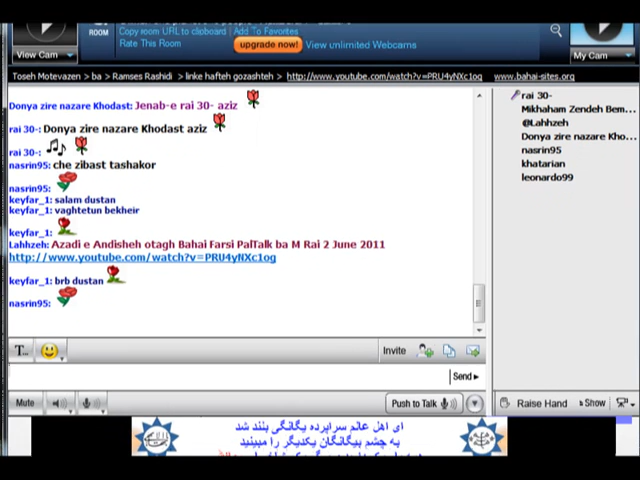 ROOM
Copy room URL to clipboard | Add To Favorites
Rate This Room
upgrade now!
View unlimited Webcams
View Cam
My Cam
Toseh Motevazen > ba > Ramses Rashidi > linke hafteh gozashteh > http://www.youtube.com/watch?v=PRU4yNXc1og www.bahai-sites.org
Donya zire nazare Khodast: Jenab-e rai 30- aziz
rai 30-: Donya zire nazare Khodast aziz
rai 30-:
nasrin95: che zibast tashakor
nasrin95:
keyfar_1: salam dustan
keyfar_1: vaghtetun bekheir
keyfar_1:
Lahhzeh: Azadi e Andisheh otagh Bahai Farsi PalTalk ba M Rai 2 June 2011
http://www.youtube.com/watch?v=PRU4yNXc1og
keyfar_1: brb dustan
nasrin95:
rai 30-
Mikhaham Zendeh Bem...
@Lahhzeh
Donya zire nazare Kho...
nasrin95
khatarian
leonardo99
T...
Invite
Send
Mute
Push to Talk
Raise Hand
Show
ای اهل عالم سراپرده یگانگی بلند شد
به چشم بیگانگان یکدیگر را مبینید